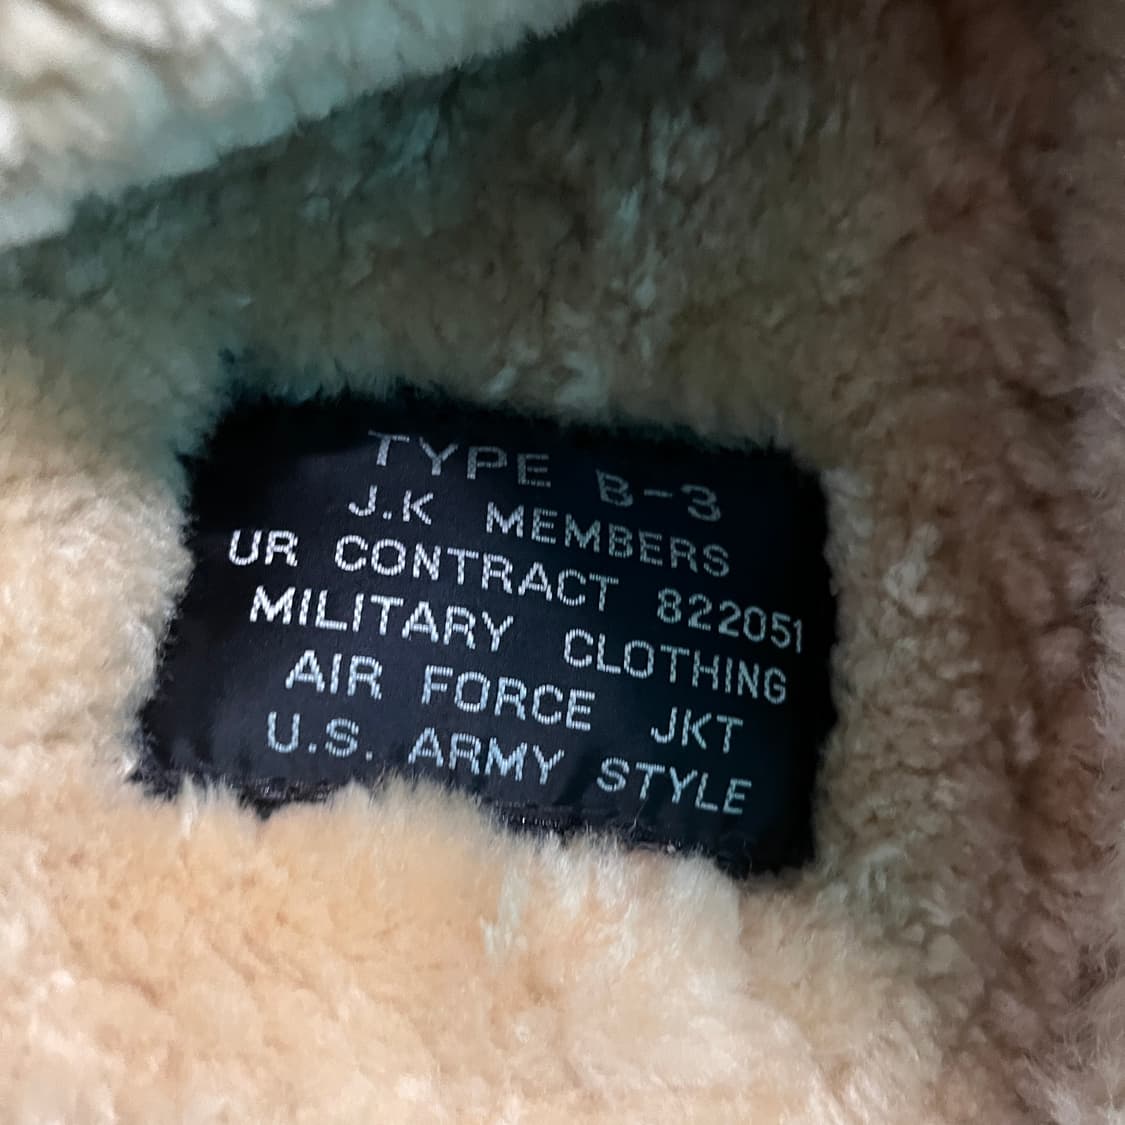 TYPE B-3
J.K MEMBERS
UR CONTRACT 822051
MILITARY CLOTHING
AIR FORCE JKT
U.S. ARMY STYLE